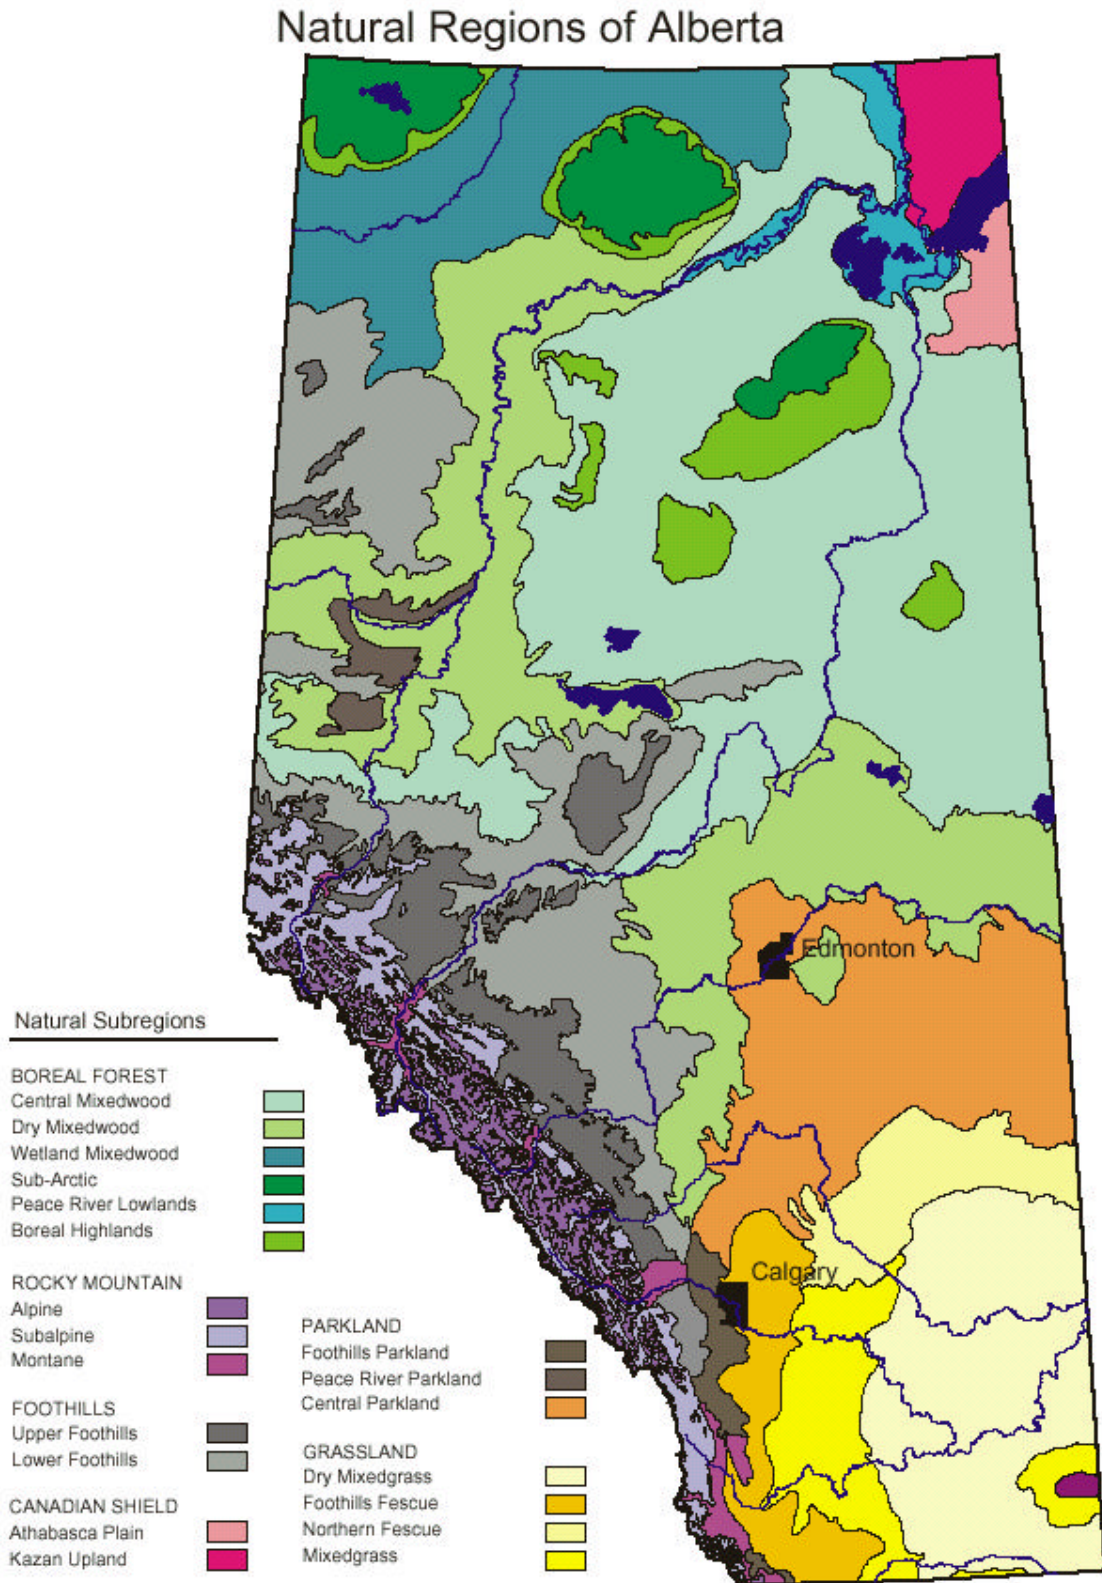 Natural Regions of Alberta
Edmonton
Calgary
Natural Subregions
BOREAL FOREST
Central Mixedwood
Dry Mixedwood
Wetland Mixedwood
Sub-Arctic
Peace River Lowlands
Boreal Highlands
ROCKY MOUNTAIN
Alpine
Subalpine
Montane
FOOTHILLS
Upper Foothills
Lower Foothills
CANADIAN SHIELD
Athabasca Plain
Kazan Upland
PARKLAND
Foothills Parkland
Peace River Parkland
Central Parkland
GRASSLAND
Dry Mixedgrass
Foothills Fescue
Northern Fescue
Mixedgrass